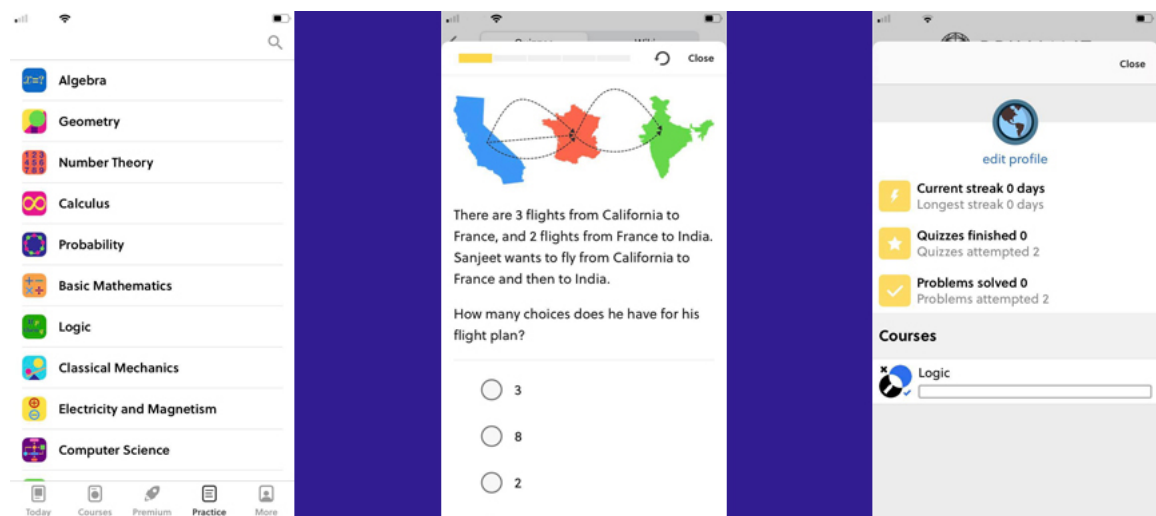 x=?
Algebra
Geometry
123
456
789
Number Theory
Calculus
Probability
Basic Mathematics
Logic
Classical Mechanics
Electricity and Magnetism
Computer Science
Today
Courses
Premium
Practice
More
Close
There are 3 flights from California to
France, and 2 flights from France to India.
Sanjeet wants to fly from California to
France and then to India.
How many choices does he have for his
flight plan?
3
8
2
Close
edit profile
Current streak 0 days
Longest streak 0 days
Quizzes finished 0
Quizzes attempted 2
Problems solved 0
Problems attempted 2
Courses
Logic